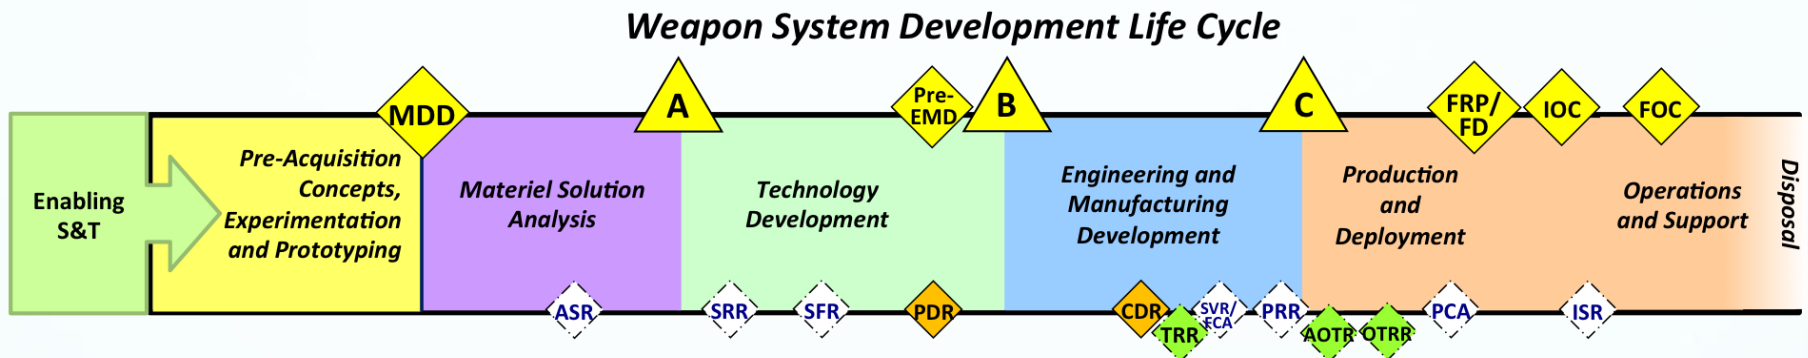 Weapon System Development Life Cycle
MDD
A
Pre-
EMD
B
C
FRP/
FD
IOC
FOC
Enabling
S&T
Pre-Acquisition
Concepts,
Experimentation
and Prototyping
Materiel Solution
Analysis
Technology
Development
Engineering and
Manufacturing
Development
Production
and
Deployment
Operations
and Support
Disposal
ASR
SRR
SFR
PDR
CDR
TRR
SVR/
FCA
PRR
AOTR
OTRR
PCA
ISR